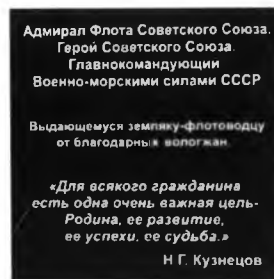 Адмирал Флота Советского Союза.
Герой Советского Союза.
Главнокомандующии
Военно-морскими силами СССР
Выдающемуся земляку-флотоводцу
от благодарных вологжан.
«Для всякого гражданина
есть одна очень важная цель-
Родина, ее развитие,
ее успехи, ее судьба.»
Н Г. Кузнецов